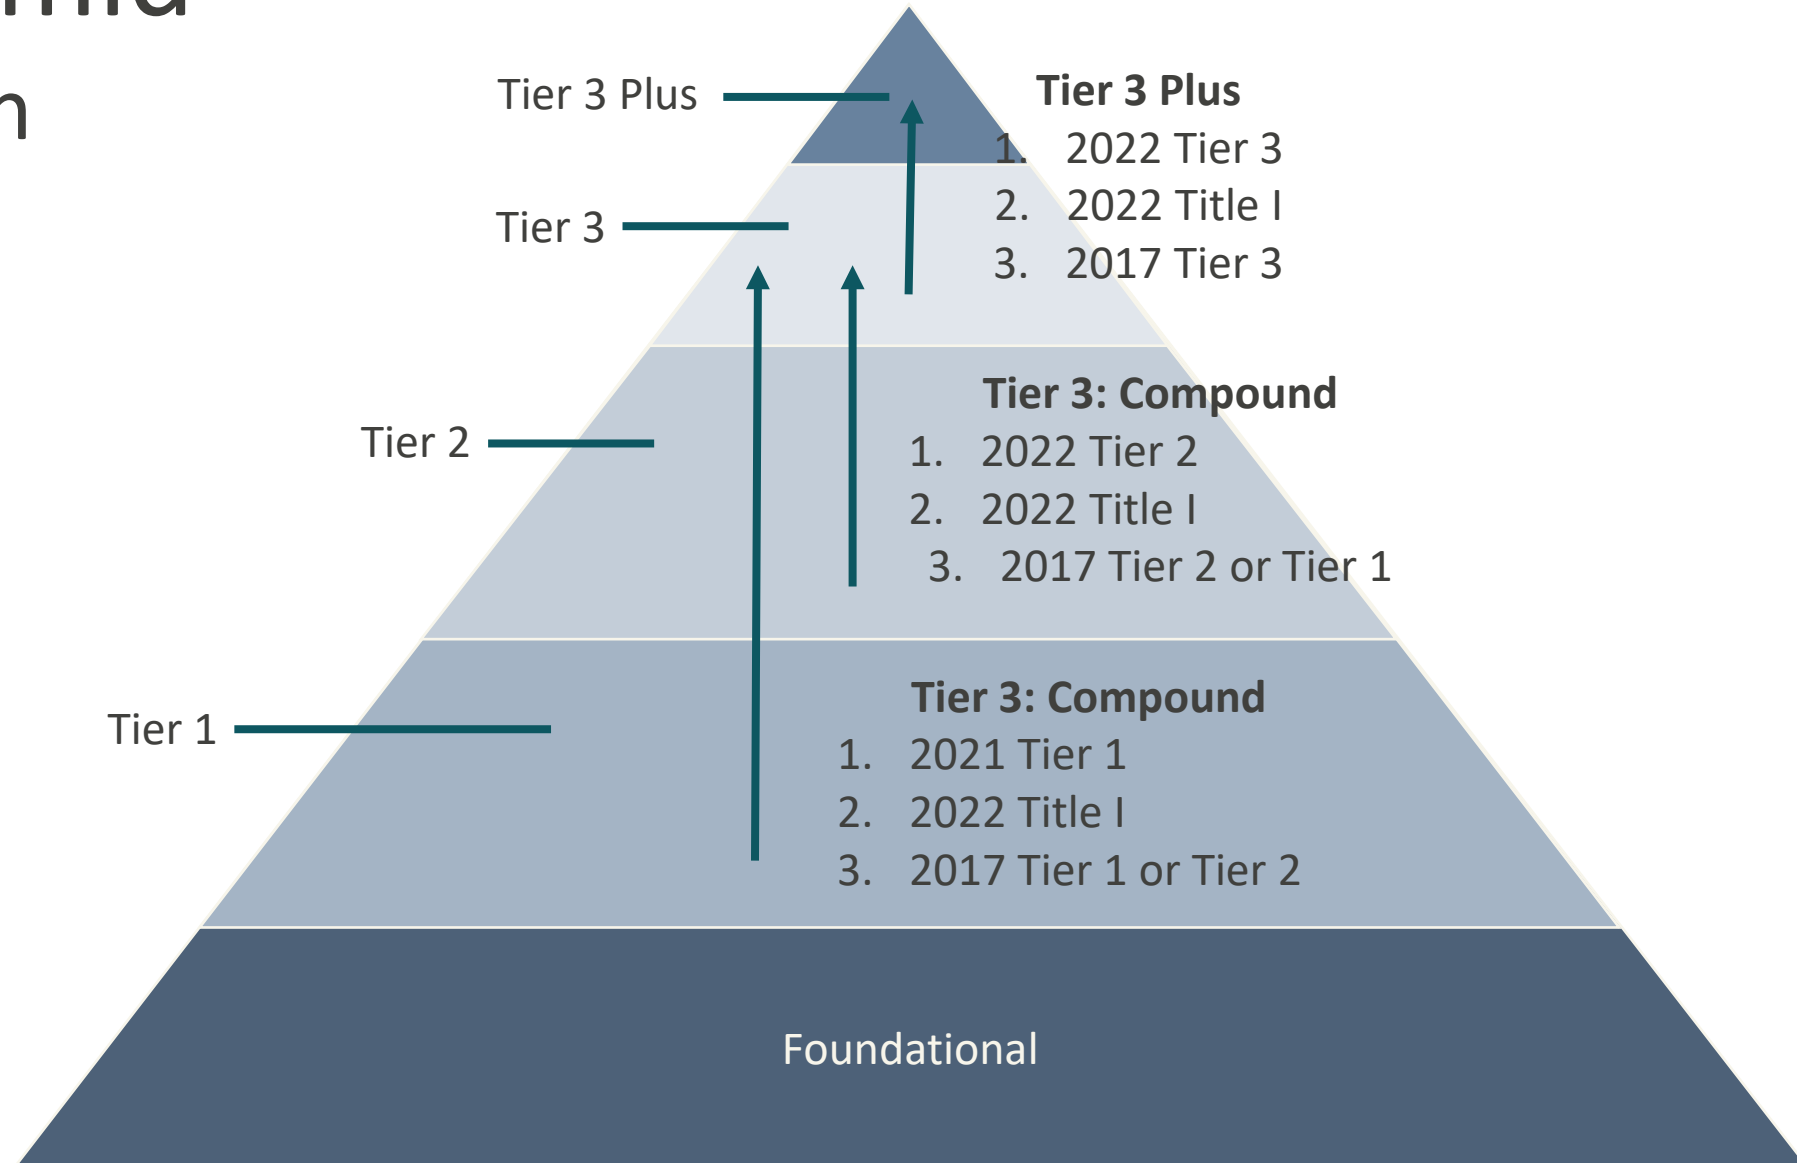 Tier 3 Plus
Tier 3 Plus
1. 2022 Tier 3
2. 2022 Title I
3. 2017 Tier 3
Tier 3
Tier 3: Compound
1. 2022 Tier 2
2. 2022 Title I
3. 2017 Tier 2 or Tier 1
Tier 2
Tier 3: Compound
1. 2021 Tier 1
2. 2022 Title I
3. 2017 Tier 1 or Tier 2
Tier 1
Foundational